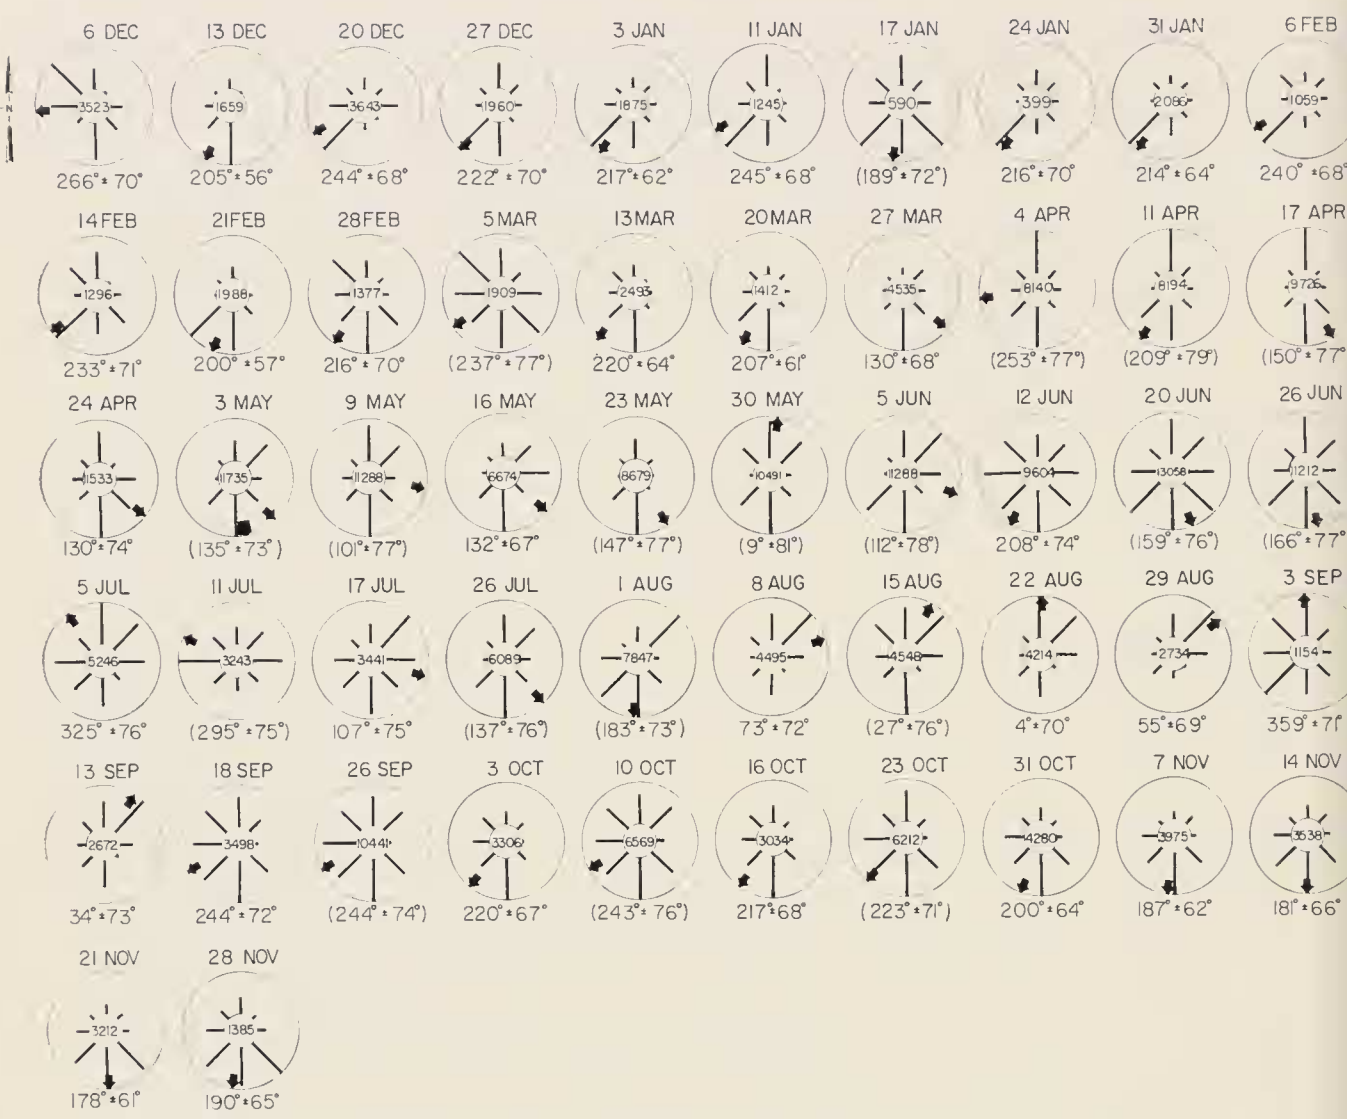 6 DEC 13 DEC 20 DEC 27 DEC 3 JAN 11 JAN 17 JAN 24 JAN 31 JAN 6 FEB
N
3523 1659 3643 1960 1875 1245 590 399 2086 1059
266°±70° 205°±56° 244°±68° 222°±70° 217°±62° 245°±68° (189°±72°) 216°±70° 214°±64° 240°±68°
14 FEB 21 FEB 28 FEB 5 MAR 13 MAR 20 MAR 27 MAR 4 APR 11 APR 17 APR
1296 1988 1377 1909 2493 1412 4535 8140 8194 9726
233°±71° 200°±57° 216°±70° (237°±77°) 220°±64° 207°±61° 130°±68° (253°±77°) (209°±79°) (150°±77°
24 APR 3 MAY 9 MAY 16 MAY 23 MAY 30 MAY 5 JUN 12 JUN 20 JUN 26 JUN
11533 11735 11288 6674 8679 10491 11288 9604 13058 11212
130°±74° (135°±73°) (101°±77°) 132°±67° (147°±77°) (9°±81°) (112°±78°) 208°±74° (159°±76°) (166°±77°
5 JUL 11 JUL 17 JUL 26 JUL 1 AUG 8 AUG 15 AUG 22 AUG 29 AUG 3 SEP
5246 3243 3441 6089 7847 4495 4548 4214 2734 1154
325°±76° (295°±75°) 107°±75° (137°±76°) (183°±73°) 73°±72° (27°±76°) 4°±70° 55°±69° 359°±71°
13 SEP 18 SEP 26 SEP 3 OCT 10 OCT 16 OCT 23 OCT 31 OCT 7 NOV 14 NOV
2672 3498 10441 3306 6569 3034 6212 4280 3975 3538
34°±73° 244°±72° (244°±74°) 220°±67° (243°±76°) 217°±68° (223°±71°) 200°±64° 187°±62° 181°±66°
21 NOV 28 NOV
3212 1385
178°±61° 190°±65°